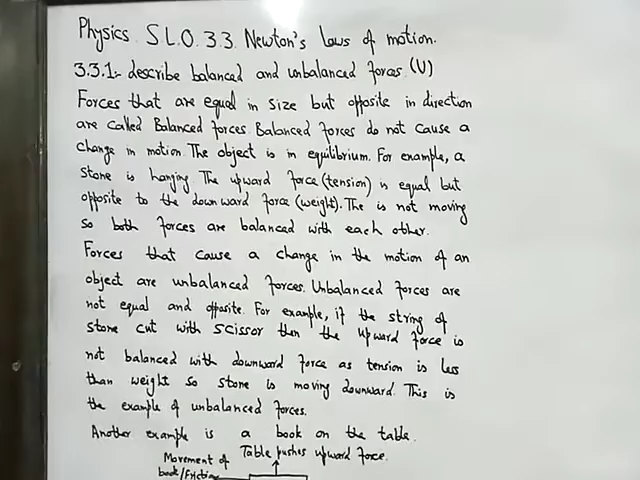 Physics S.L.O. 3.3. Newton's laws of motion.
3.3.1:- describe balanced and unbalanced forces. (U)
Forces that are equal in size but opposite in direction
are called Balanced forces. Balanced forces do not cause a
change in motion. The object is in equilibrium. For example, a
stone is hanging The upward force (tension) is equal but
opposite to the downward force (weight). The is not moving
so both forces are balanced with each other.
Forces that cause a change in the motion of an
object are unbalanced forces. Unbalanced forces are
not equal and opposite. For example, if the string of
stone cut with scissor then the upward force is
not balanced with downward force as tension is less
than weight so stone is moving downward. This is
the example of unbalanced forces.
Another example is a book on the table.
Movement of Table pushes upward force.
book/Friction